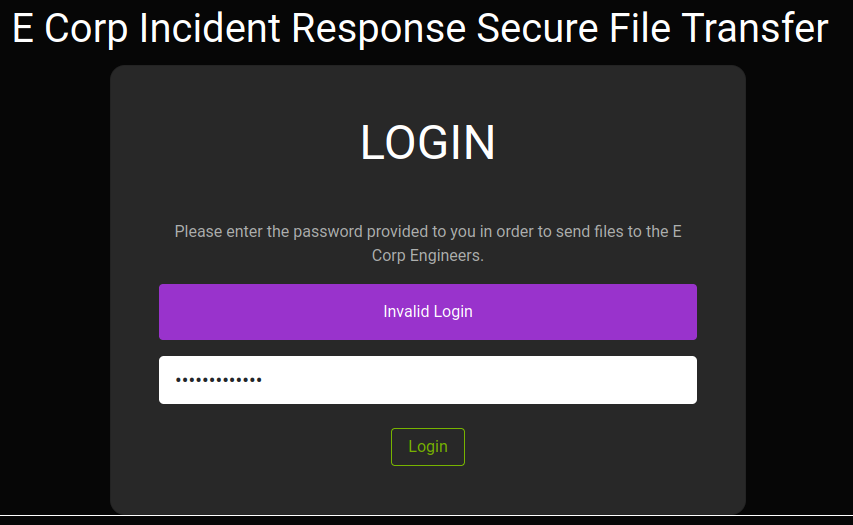 E Corp Incident Response Secure File Transfer
LOGIN
Please enter the password provided to you in order to send files to the E
Corp Engineers.
Invalid Login
•••••••••••••
Login